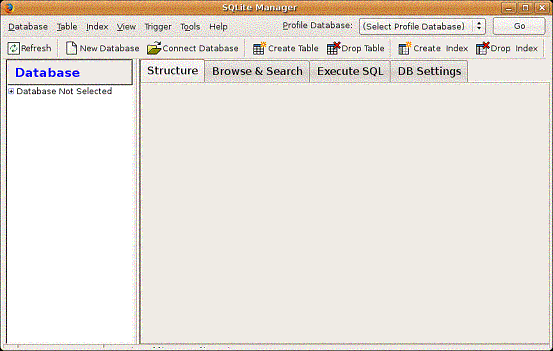 SQLite Manager
Database Table Index View Trigger Tools Help Profile Database: (Select Profile Database) Go
Refresh New Database Connect Database Create Table Drop Table Create Index Drop Index
Database Structure Browse & Search Execute SQL DB Settings
Database Not Selected